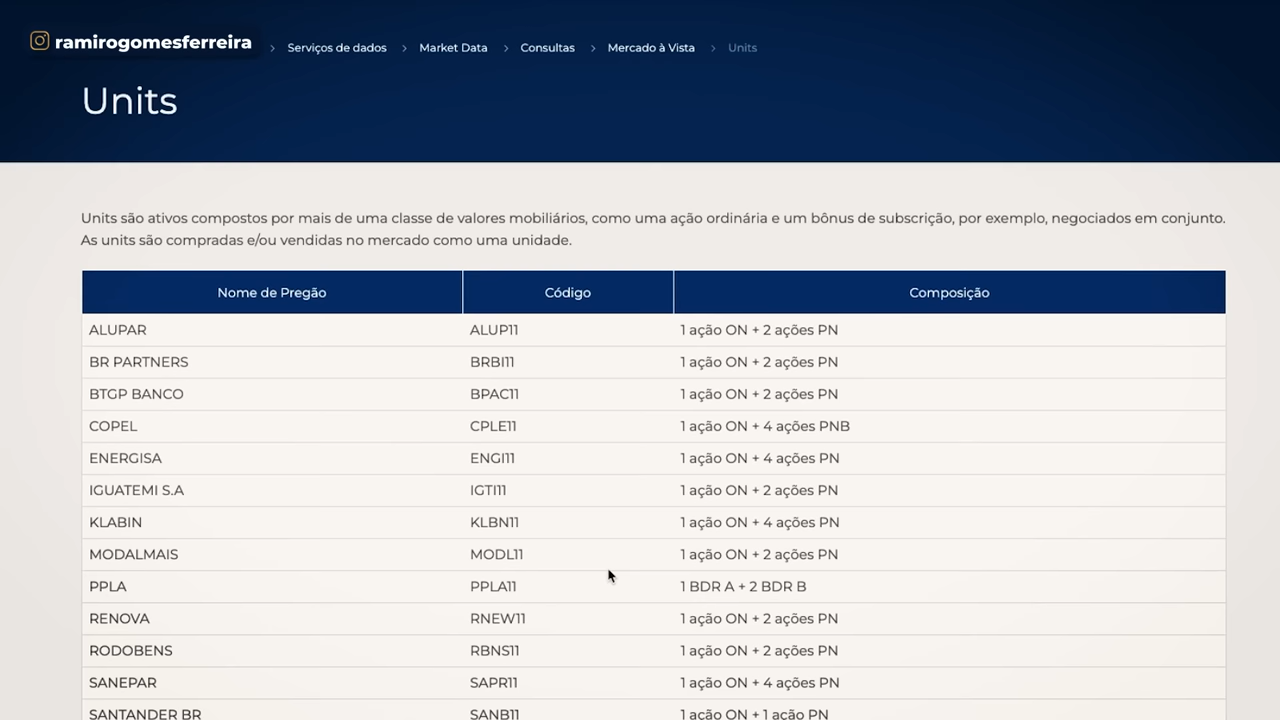 ramirogomesferreira > Serviços de dados > Market Data > Consultas > Mercado à Vista > Units
Units
Units são ativos compostos por mais de uma classe de valores mobiliários, como uma ação ordinária e um bônus de subscrição, por exemplo, negociados em conjunto.
As units são compradas e/ou vendidas no mercado como uma unidade.
Nome de Pregão Código Composição
ALUPAR ALUP11 1 ação ON + 2 ações PN
BR PARTNERS BRBI11 1 ação ON + 2 ações PN
BTGP BANCO BPAC11 1 ação ON + 2 ações PN
COPEL CPLE11 1 ação ON + 4 ações PNB
ENERGISA ENGI11 1 ação ON + 4 ações PN
IGUATEMI S.A IGTI11 1 ação ON + 2 ações PN
KLABIN KLBN11 1 ação ON + 4 ações PN
MODALMAIS MODL11 1 ação ON + 2 ações PN
PPLA PPLA11 1 BDR A + 2 BDR B
RENOVA RNEW11 1 ação ON + 2 ações PN
RODOBENS RBNS11 1 ação ON + 2 ações PN
SANEPAR SAPR11 1 ação ON + 4 ações PN
SANTANDER BR SANB11 1 ação ON + 1 ação PN